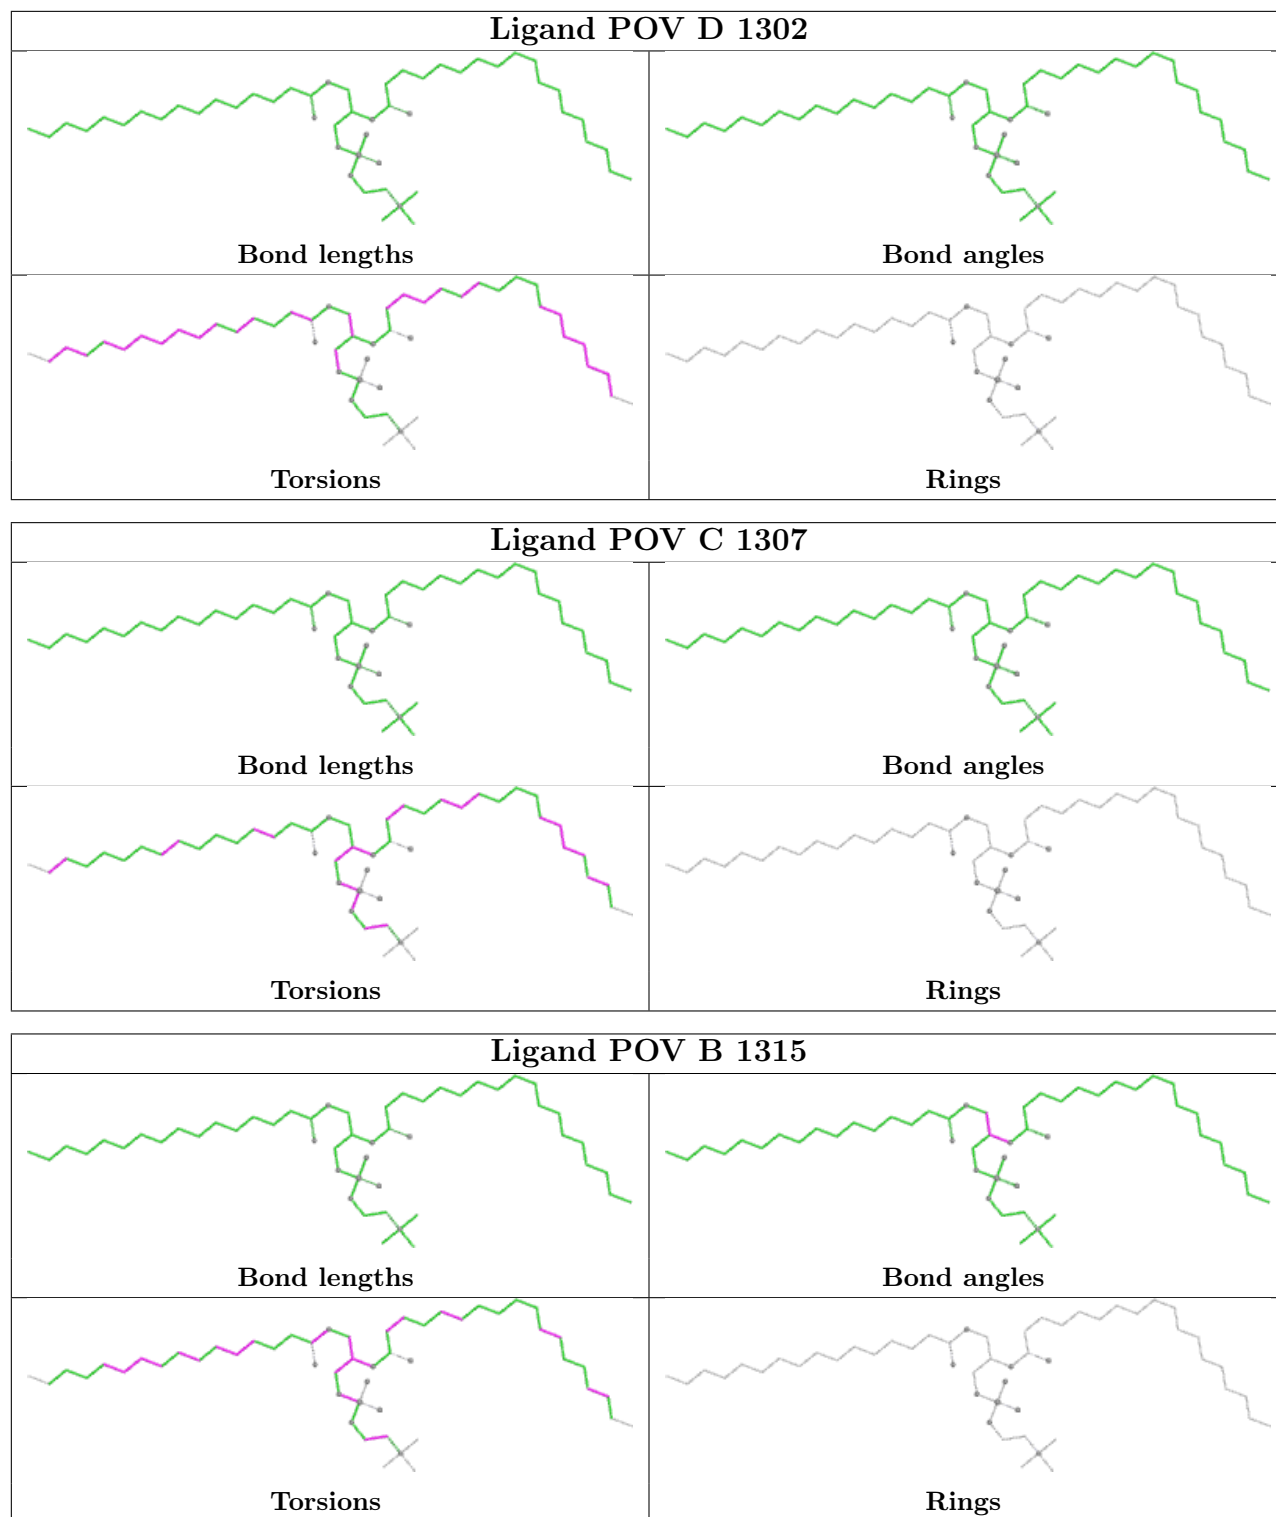 Ligand POV D 1302
Bond lengths
Bond angles
Torsions
Rings
Ligand POV C 1307
Bond lengths
Bond angles
Torsions
Rings
Ligand POV B 1315
Bond lengths
Bond angles
Torsions
Rings